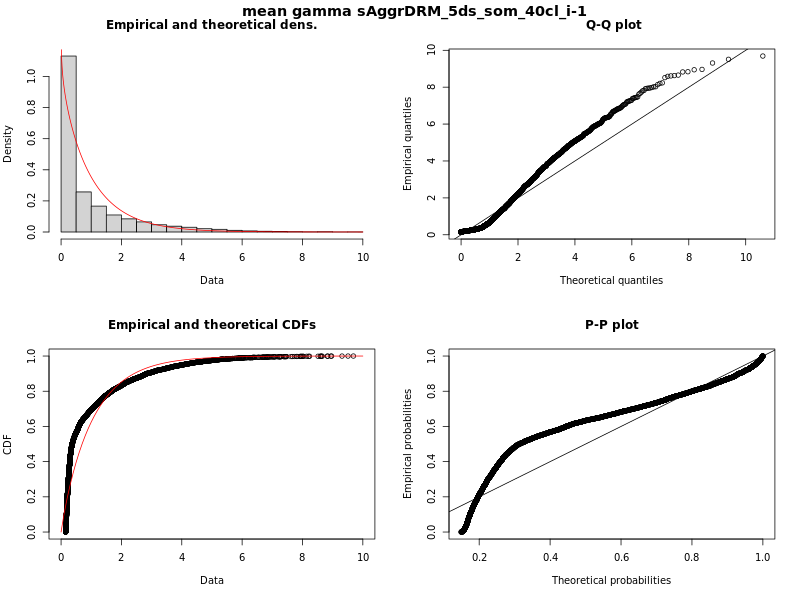 mean gamma sAggrDRM_5ds_som_40cl_i-1
Empirical and theoretical dens.
Density
0.0 0.2 0.4 0.6 0.8 1.0
0 2 4 6 8 10
Data
Q-Q plot
Empirical quantiles
0 2 4 6 8 10
0 2 4 6 8 10
Theoretical quantiles
Empirical and theoretical CDFs
CDF
0.0 0.2 0.4 0.6 0.8 1.0
0 2 4 6 8 10
Data
P-P plot
Empirical probabilities
0.0 0.2 0.4 0.6 0.8 1.0
0.2 0.4 0.6 0.8 1.0
Theoretical probabilities